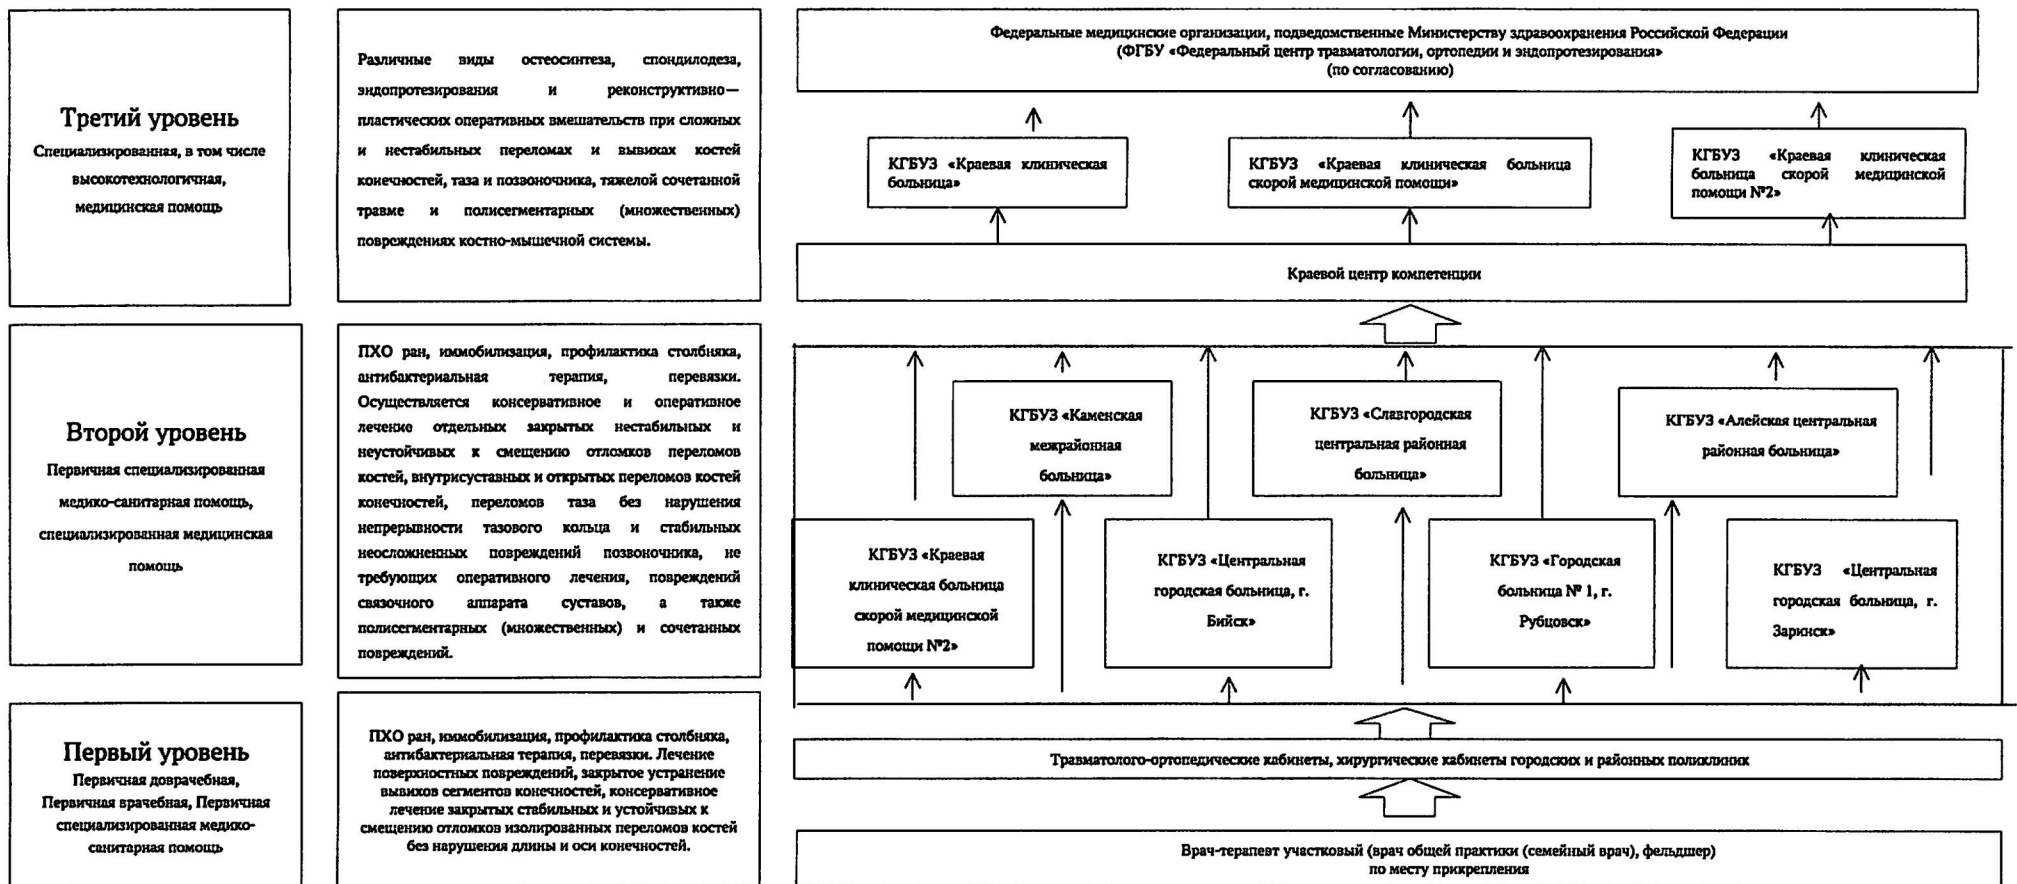 Третий уровень
Специализированная, в том числе
высокотехнологичная,
медицинская помощь
Различные виды остеосинтеза, спондилодеза,
эндопротезирования и реконструктивно—
пластических оперативных вмешательств при сложных
и нестабильных переломах и вывихах костей
конечностей, таза и позвоночника, тяжелой сочетанной
травме и полисегментарных (множественных)
повреждениях костно-мышечной системы.
Федеральные медицинские организации, подведомственные Министерству здравоохранения Российской Федерации
(ФГБУ «Федеральный центр травматологии, ортопедии и эндопротезирования»
(по согласованию)
КГБУЗ «Краевая клиническая
больница»
КГБУЗ «Краевая клиническая больница
скорой медицинской помощи»
КГБУЗ «Краевая клиническая
больница скорой медицинской
помощи №2»
Краевой центр компетенции
Второй уровень
Первичная специализированная
медико-санитарная помощь,
специализированная медицинская
помощь
ПХО ран, иммобилизация, профилактика столбняка,
антибактериальная терапия, перевязки.
Осуществляется консервативное и оперативное
лечение отдельных закрытых нестабильных и
неустойчивых к смещению отломков переломов
костей, внутрисуставных и открытых переломов костей
конечностей, переломов таза без нарушения
непрерывности тазового кольца и стабильных
неосложненных повреждений позвоночника, не
требующих оперативного лечения, повреждений
связочного аппарата суставов, а также
полисегментарных (множественных) и сочетанных
повреждений.
КГБУЗ «Каменская
межрайонная
больница»
КГБУЗ «Славгородская
центральная районная
больница»
КГБУЗ «Алейская центральная
районная больница»
КГБУЗ «Краевая
клиническая больница
скорой медицинской
помощи №2»
КГБУЗ «Центральная
городская больница, г.
Бийск»
КГБУЗ «Городская
больница № 1, г.
Рубцовск»
КГБУЗ «Центральная
городская больница, г.
Заринск»
Первый уровень
Первичная доврачебная,
Первичная врачебная, Первичная
специализированная медико-
санитарная помощь
ПХО ран, иммобилизация, профилактика столбняка,
антибактериальная терапия, перевязки. Лечение
поверхностных повреждений, закрытое устранение
вывихов сегментов конечностей, консервативное
лечение закрытых стабильных и устойчивых к
смещению отломков изолированных переломов костей
без нарушения длины и оси конечностей.
Травматолого-ортопедические кабинеты, хирургические кабинеты городских и районных поликлиник
Врач-терапевт участковый (врач общей практики (семейный врач), фельдшер)
по месту прикрепления